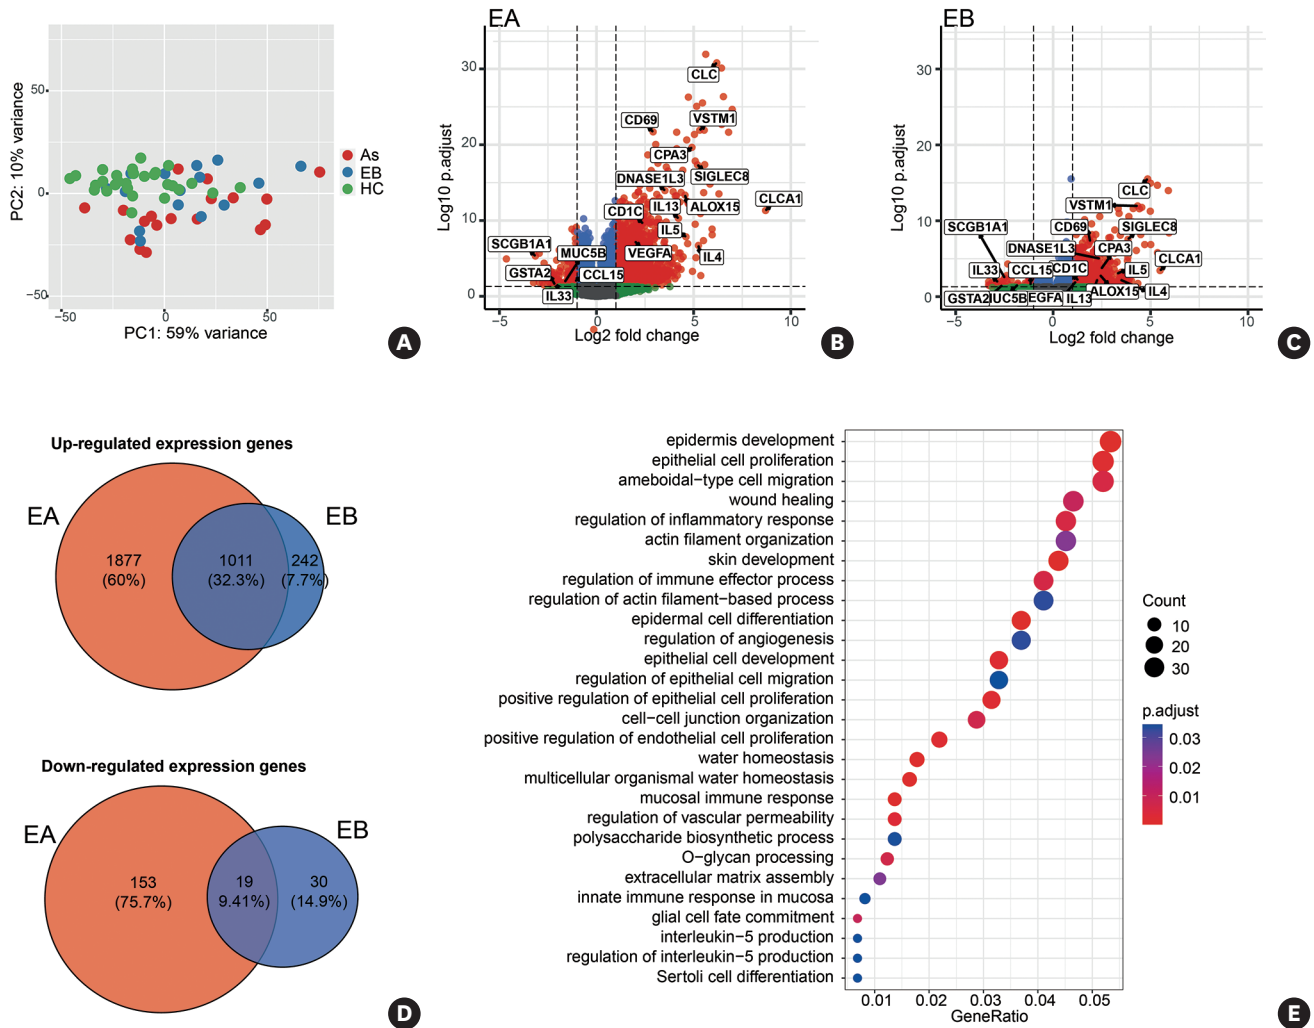 50
0
−50
−50
0
50
PC2: 10% variance
PC1: 59% variance
As
EB
HC
A
EA
30
20
10
0
−5
0
5
10
Log10 p.adjust
Log2 fold change
CLC
CD69
VSTM1
CPA3
DNASE1L3
SIGLEC8
CLCA1
CD1C
IL13
ALOX15
IL5
SCGB1A1
MUC5B
VEGFA
IL4
GSTA2
CCL15
IL33
B
EB
30
20
10
0
−5
0
5
10
Log10 p.adjust
Log2 fold change
CLC
VSTM1
SCGB1A1
CD69
SIGLEC8
DNASE1L3
CPA3
CLCA1
IL33
CCL15
CD1C
IL5
GSTA2
IUC5B
EGFA
IL13
ALOX15
IL4
C
Up-regulated expression genes
EA
EB
1877
(60%)
1011
(32.3%)
242
(7.7%)
Down-regulated expression genes
EA
EB
153
(75.7%)
19
9.41%)
30
(14.9%)
D
epidermis development
epithelial cell proliferation
ameboidal−type cell migration
wound healing
regulation of inflammatory response
actin filament organization
skin development
regulation of immune effector process
regulation of actin filament−based process
epidermal cell differentiation
regulation of angiogenesis
epithelial cell development
regulation of epithelial cell migration
positive regulation of epithelial cell proliferation
cell−cell junction organization
positive regulation of endothelial cell proliferation
water homeostasis
multicellular organismal water homeostasis
mucosal immune response
regulation of vascular permeability
polysaccharide biosynthetic process
O−glycan processing
extracellular matrix assembly
innate immune response in mucosa
glial cell fate commitment
interleukin−5 production
regulation of interleukin−5 production
Sertoli cell differentiation
0.01
0.02
0.03
0.04
0.05
GeneRatio
Count
10
20
30
p.adjust
0.03
0.02
0.01
E